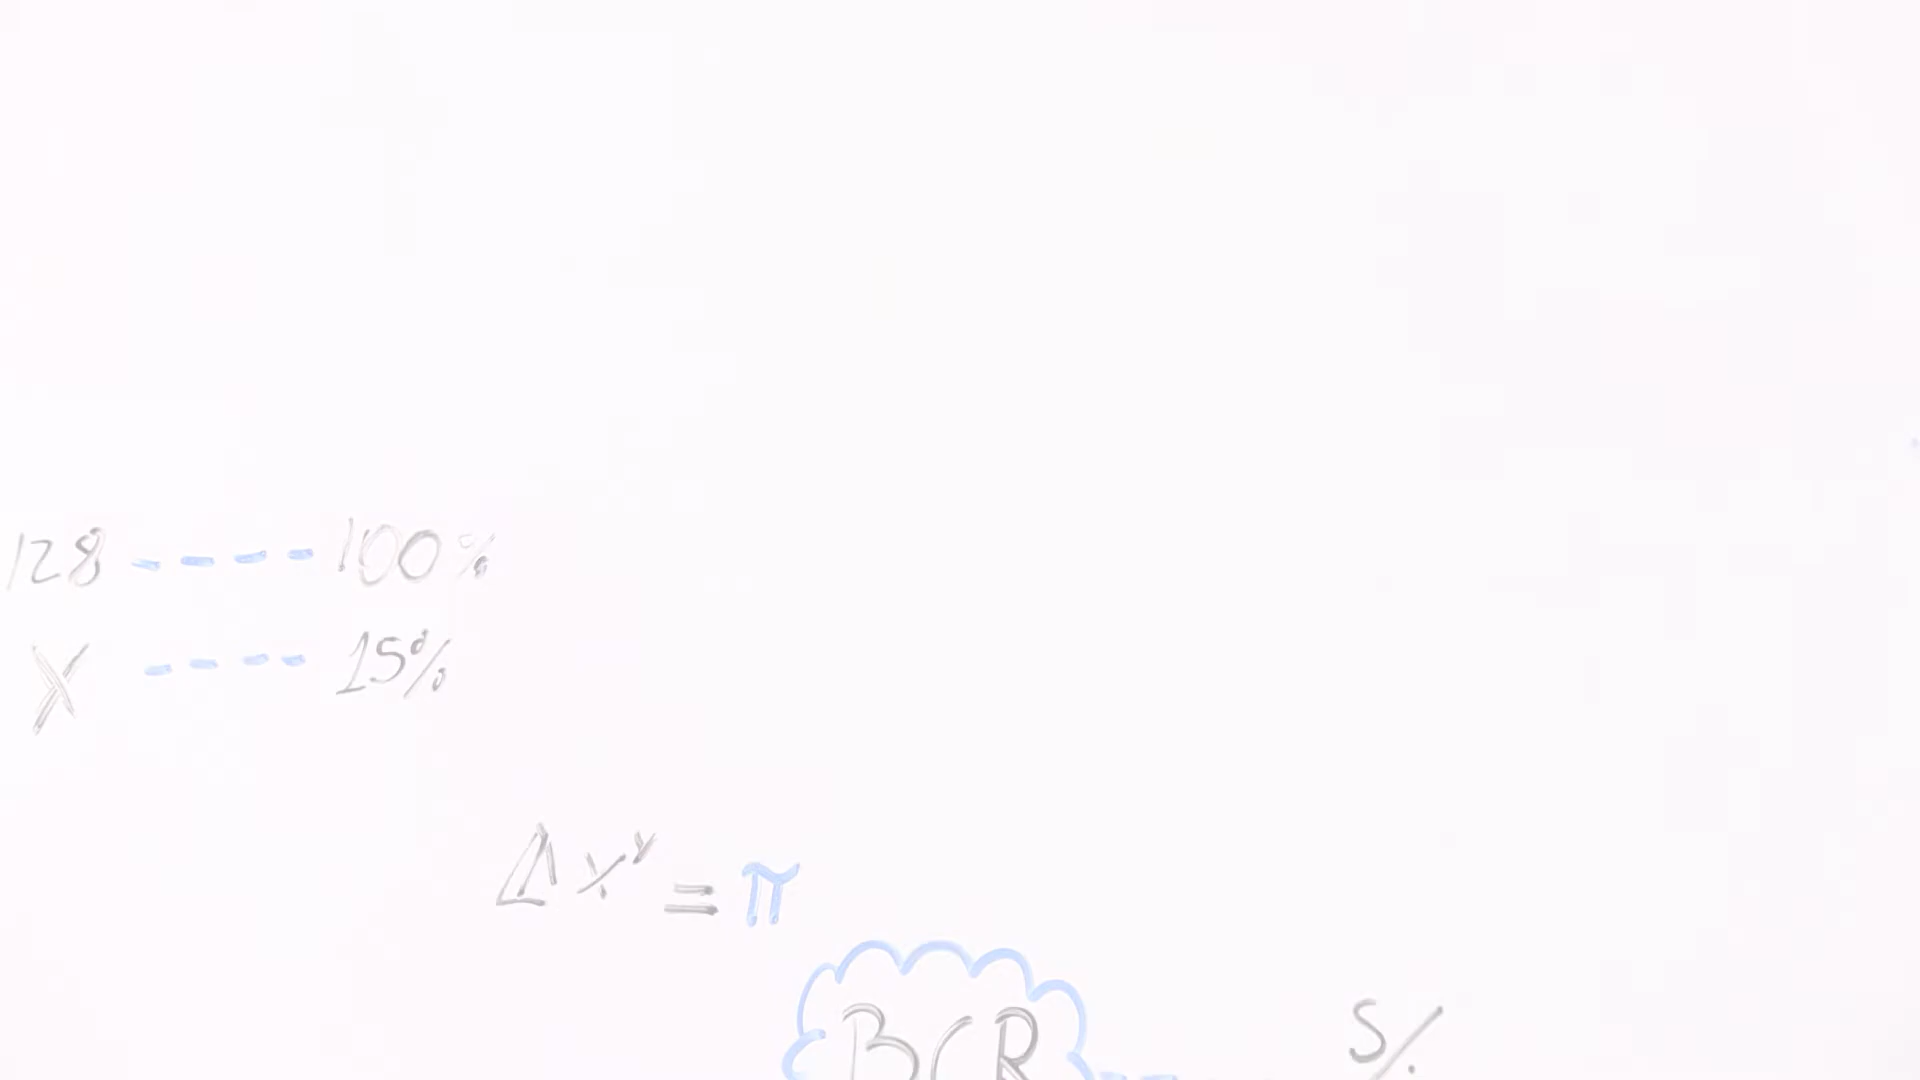 128 ---- 100%
X ---- 15%
Δx^y = π
BCR
S/.